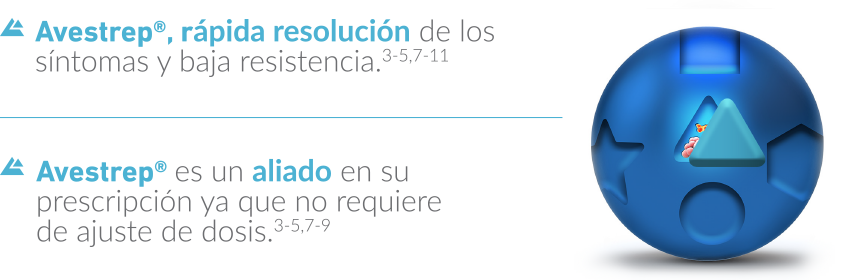 Avestrep®, rápida resolución de los
síntomas y baja resistencia.3-5,7-11
Avestrep® es un aliado en su
prescripción ya que no requiere
de ajuste de dosis.3-5,7-9